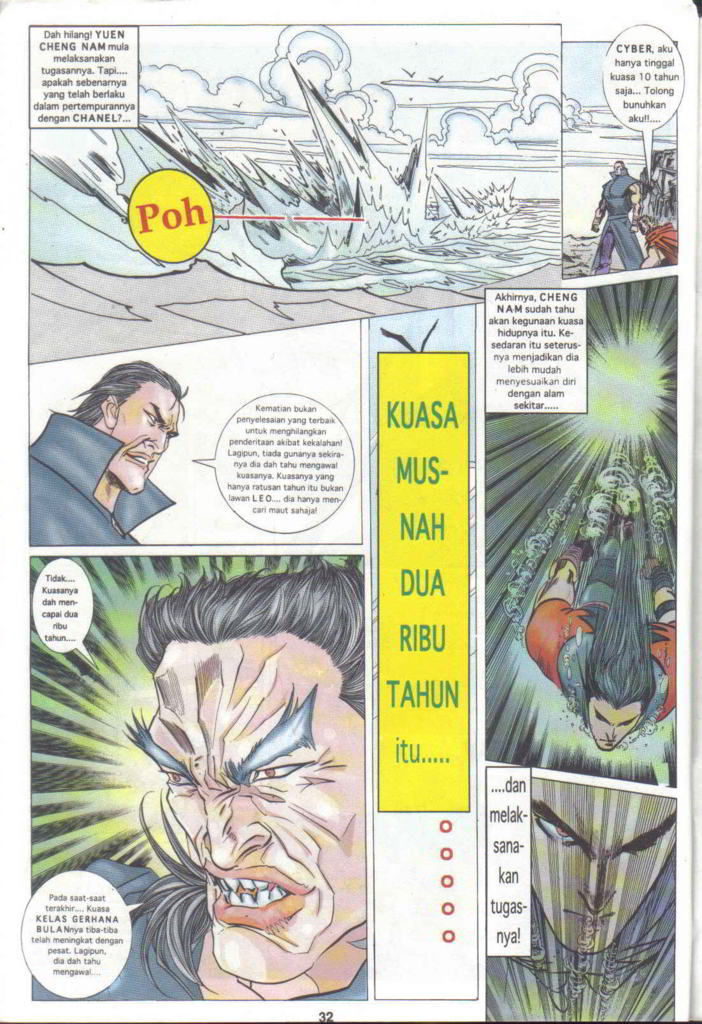 Dah hilang! YUEN
CHENG NAM mula
melaksanakan
tugasannya. Tapi....
apakah sebenarnya
yang telah berlaku
dalam pertempurannya
dengan CHANEL?...
Poh
CYBER, aku
hanya tinggal
kuasa 10 tahun
saja... Tolong
bunuhkan
aku!!....
Kematian bukan
penyelesaian yang terbaik
untuk menghilangkan
penderitaan akibat kekalahan!
Lagipun, tiada gunanya sekira-
nya dia dah tahu mengawal
kuasanya. Kuasanya yang
hanya ratusan tahun itu bukan
lawan LEO.... dia hanya men-
cari maut sahaja!
KUASA
MUS-
NAH
DUA
RIBU
TAHUN
itu.....
Akhirnya, CHENG
NAM sudah tahu
akan kegunaan kuasa
hidupnya itu. Ke-
sedaran itu seterus-
nya menjadikan dia
lebih mudah
menyesuaikan diri
dengan alam
sekitar.....
Tidak....
Kuasanya
dah men-
capai dua
ribu
tahun....
Pada saat-saat
terakhir.... Kuasa
KELAS GERHANA
BULANnya tiba-tiba
telah meningkat dengan
pesat. Lagipun,
dia dah tahu
mengawal....
....dan
melak-
sana-
kan
tugas-
nya!
32